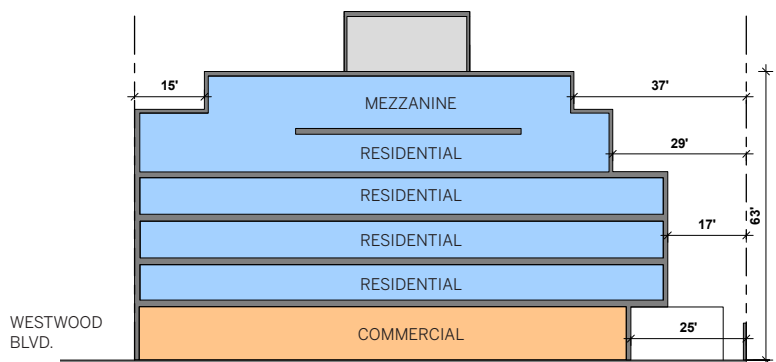 15'
37'
MEZZANINE
29'
RESIDENTIAL
RESIDENTIAL
17'
63'
RESIDENTIAL
RESIDENTIAL
WESTWOOD
BLVD.
COMMERCIAL
25'